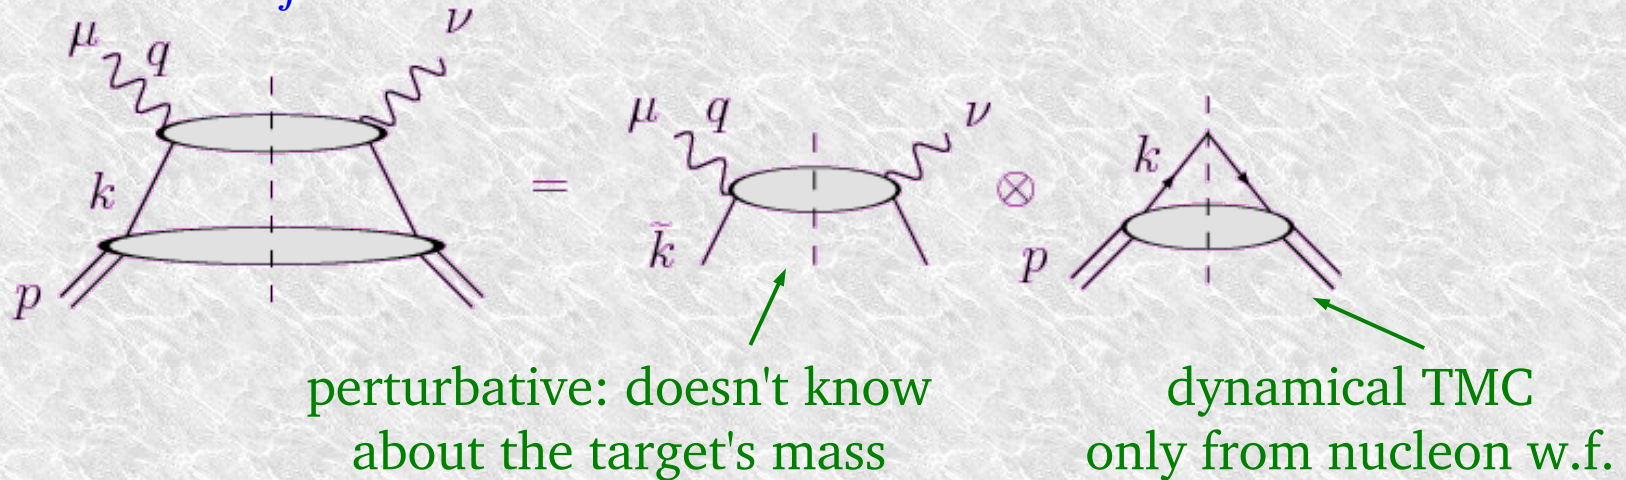 μ q ν
k
p
=
μ q ν
k̃
⊗
k
p
perturbative: doesn't know
about the target's mass
dynamical TMC
only from nucleon w.f.